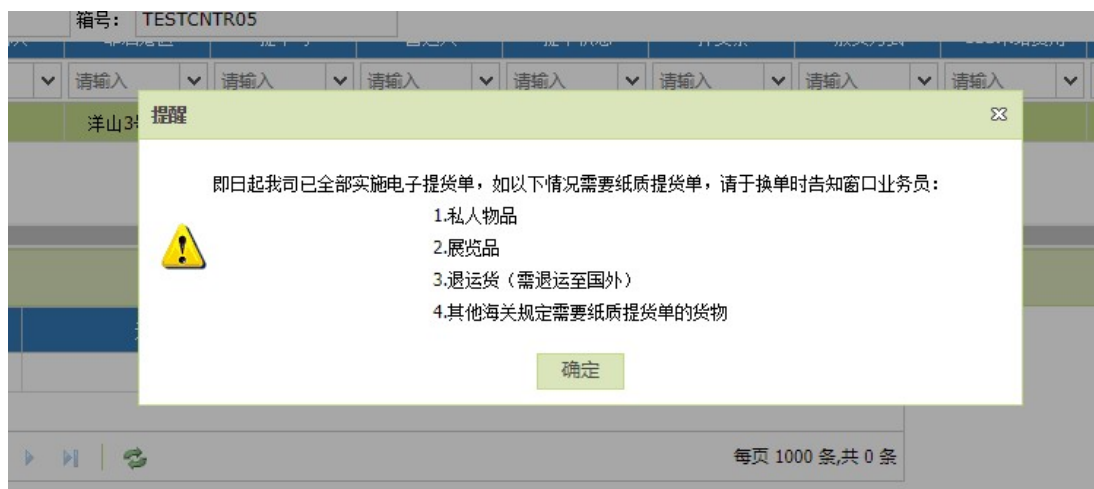 箱号： TESTCNTR05
请输入 请输入 请输入 请输入 请输入 请输入 请输入
洋山3
提醒
即日起我司已全部实施电子提货单，如以下情况需要纸质提货单，请于换单时告知窗口业务员：
1.私人物品
2.展览品
3.退运货（需退运至国外）
4.其他海关规定需要纸质提货单的货物
确定
每页 1000 条,共 0 条